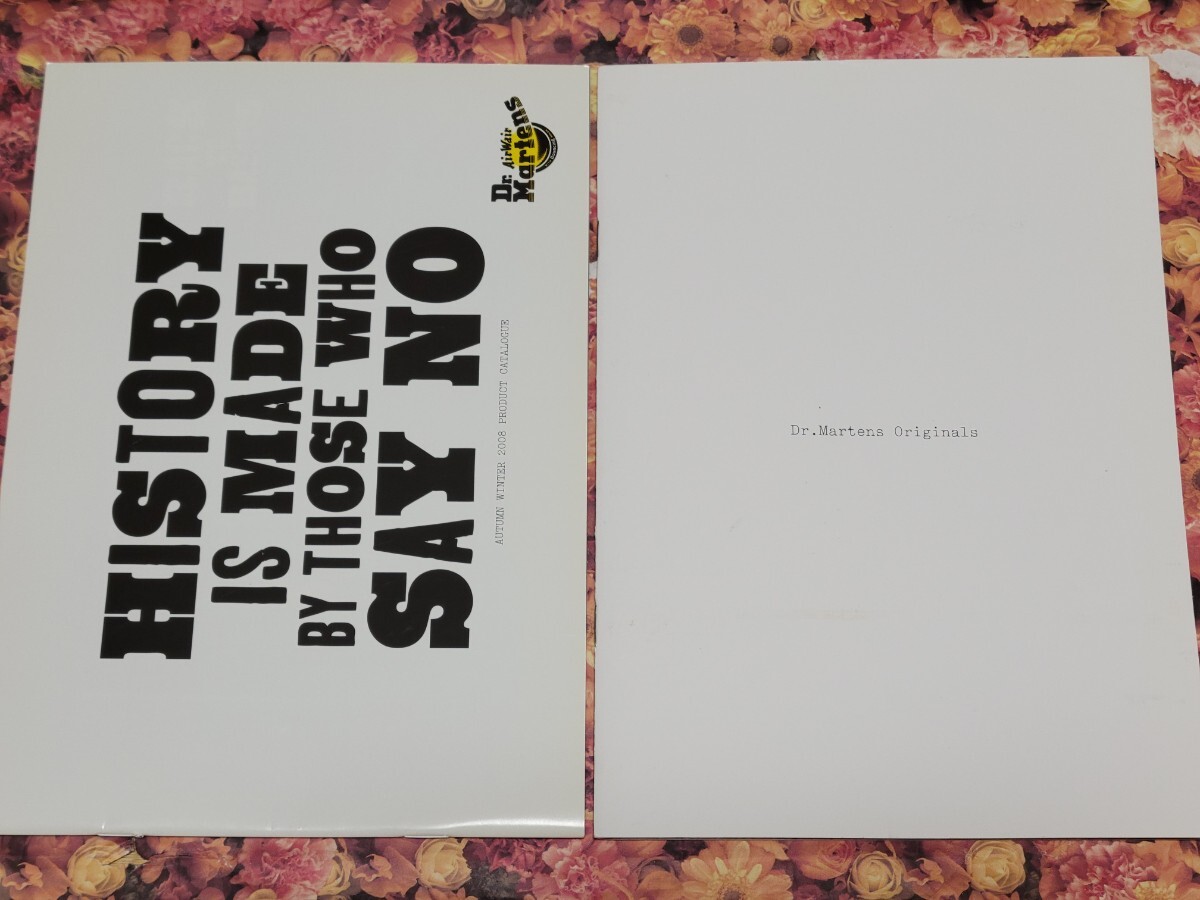 HISTORY
IS MADE
BY THOSE WHO
SAY NO
AUTUMN WINTER 2008 PRODUCT CATALOGUE
Dr. AirWair
Martens
Dr.Martens Originals